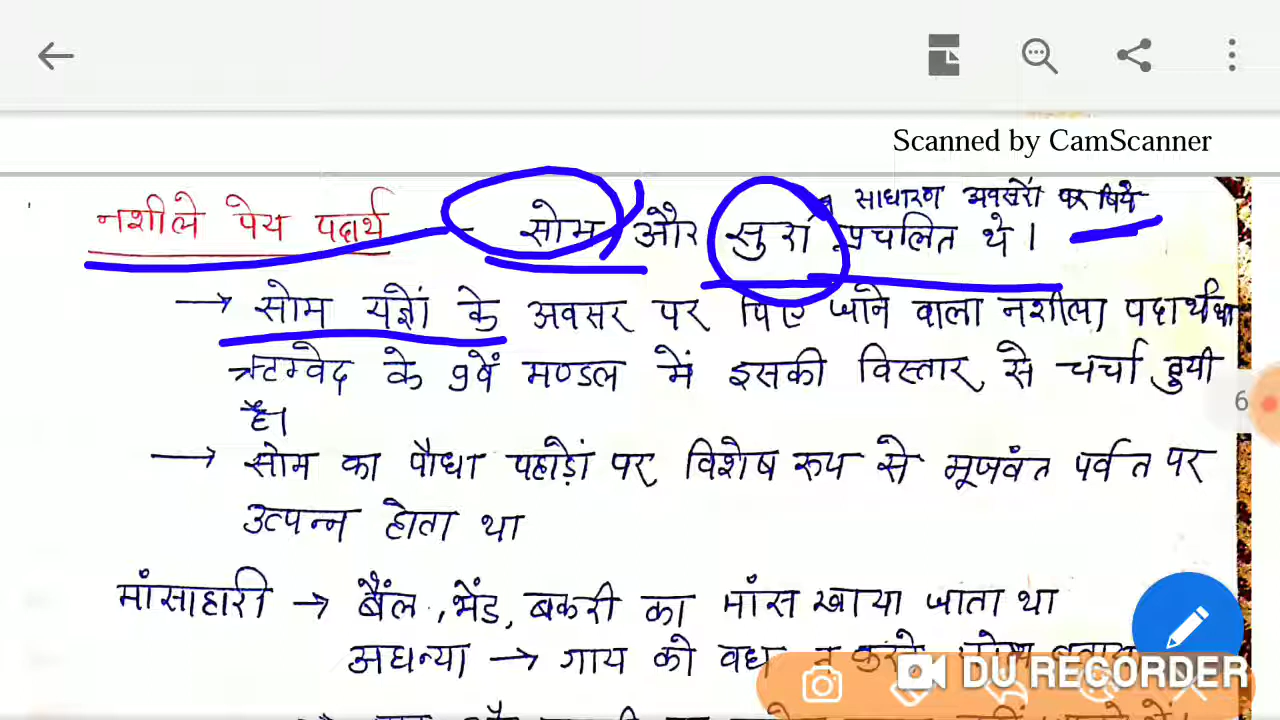 Scanned by CamScanner
साधारण अवसरों पर पिये
नशीले पेय पदार्थ - सोम और सुरा प्रचलित थे।
→ सोम यज्ञों के अवसर पर पिए जाने वाला नशीला पदार्थ था
ऋग्वेद के 9वें मण्डल में इसकी विस्तार से चर्चा हुयी
है।
6
→ सोम का पौधा पहाड़ों पर विशेष रुप से मूजवंत पर्वत पर
उत्पन्न होता था
मांसाहारी → बैंल, भेंड, बकरी का मांस खाया जाता था
अघन्या → गाय को वध न करने योग्य
DU RECORDER